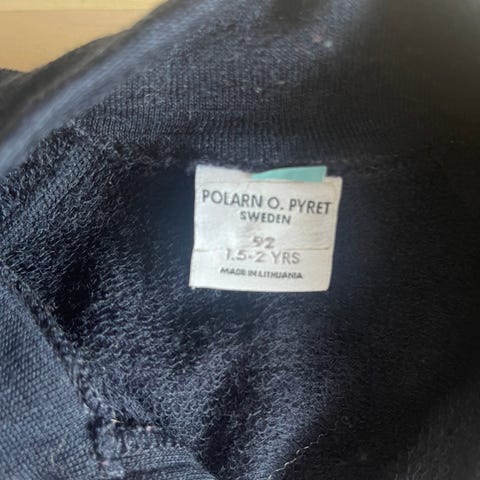 POLARN O. PYRET
SWEDEN
92
1.5-2 YRS
MADE IN LITHUANIA